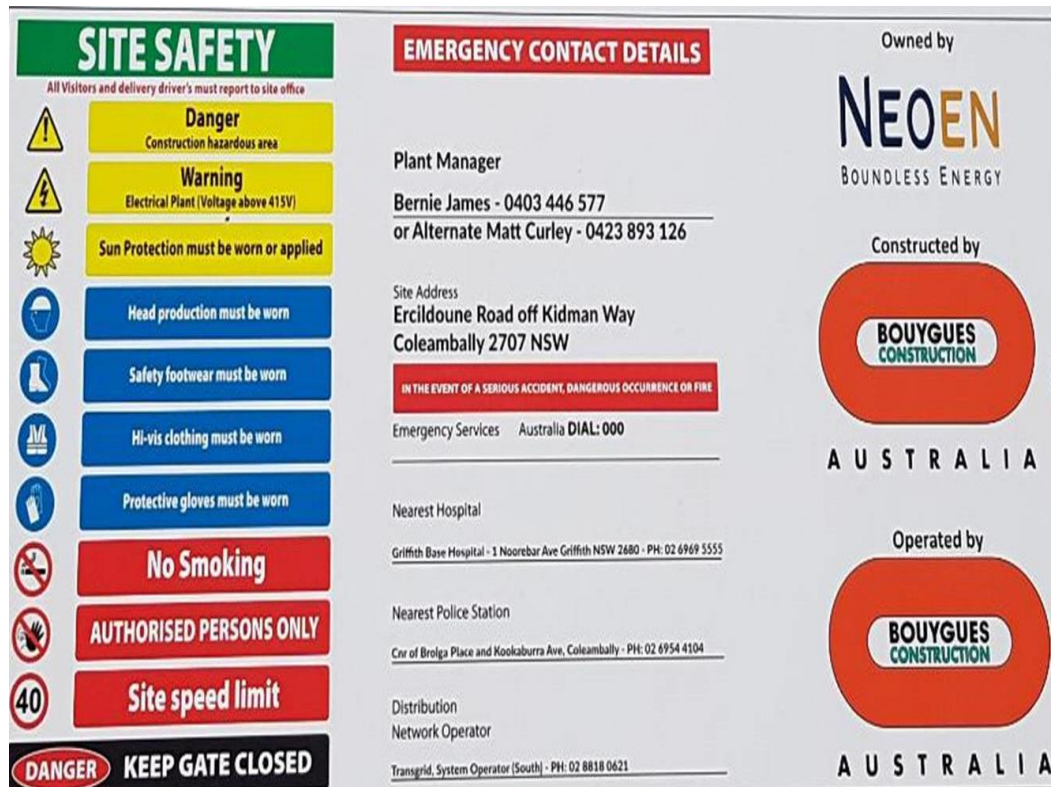 SITE SAFETY
All Visitors and delivery driver's must report to site office
Danger
Construction hazardous area
Warning
Electrical Plant (Voltage above 415V)
Sun Protection must be worn or applied
Head production must be worn
Safety footwear must be worn
Hi-vis clothing must be worn
Protective gloves must be worn
No Smoking
AUTHORISED PERSONS ONLY
40
Site speed limit
DANGER KEEP GATE CLOSED
EMERGENCY CONTACT DETAILS
Plant Manager
Bernie James - 0403 446 577
or Alternate Matt Curley - 0423 893 126
Site Address
Ercildoune Road off Kidman Way
Coleambally 2707 NSW
IN THE EVENT OF A SERIOUS ACCIDENT, DANGEROUS OCCURRENCE OR FIRE
Emergency Services Australia DIAL: 000
Nearest Hospital
Griffith Base Hospital - 1 Noorebar Ave Griffith NSW 2680 - PH: 02 6969 5555
Nearest Police Station
Cnr of Brolga Place and Kookaburra Ave, Coleambally - PH: 02 6954 4104
Distribution
Network Operator
Transgrid, System Operator (South) - PH: 02 8818 0621
Owned by
NEOEN
BOUNDLESS ENERGY
Constructed by
BOUYGUES
CONSTRUCTION
AUSTRALIA
Operated by
BOUYGUES
CONSTRUCTION
AUSTRALIA